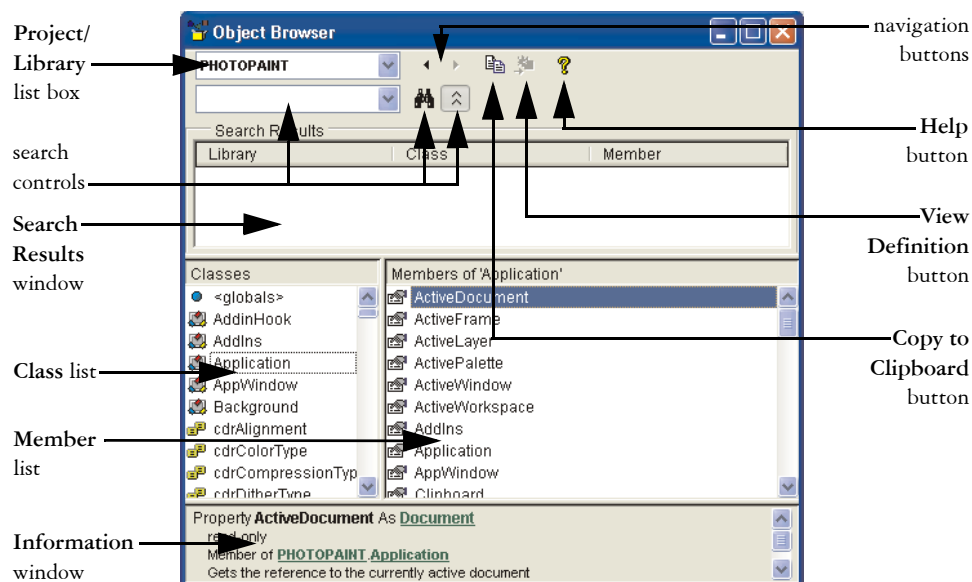 Project/
Library
list box
search
controls
Search
Results
window
Class list
Member
list
Information
window
Object Browser
PHOTOPAINT
Search Results
Library Class Member
Classes
<globals>
AddinHook
AddIns
Application
AppWindow
Background
cdrAlignment
cdrColorType
cdrCompressionTyp
cdrDitherType
Members of 'Application'
ActiveDocument
ActiveFrame
ActiveLayer
ActivePalette
ActiveWindow
ActiveWorkspace
AddIns
Application
AppWindow
Clipboard
Property ActiveDocument As Document
read-only
Member of PHOTOPAINT.Application
Gets the reference to the currently active document
navigation
buttons
Help
button
View
Definition
button
Copy to
Clipboard
button